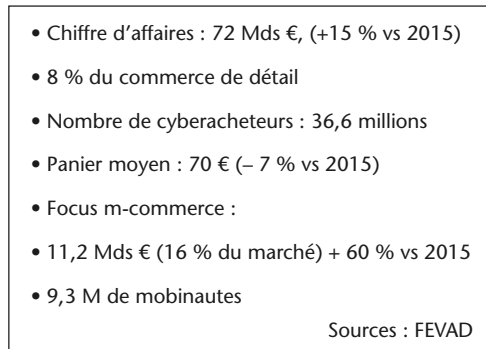 • Chiffre d’affaires : 72 Mds €, (+15 % vs 2015)
• 8 % du commerce de détail
• Nombre de cyberacheteurs : 36,6 millions
• Panier moyen : 70 € (– 7 % vs 2015)
• Focus m-commerce :
• 11,2 Mds € (16 % du marché) + 60 % vs 2015
• 9,3 M de mobinautes
Sources : FEVAD